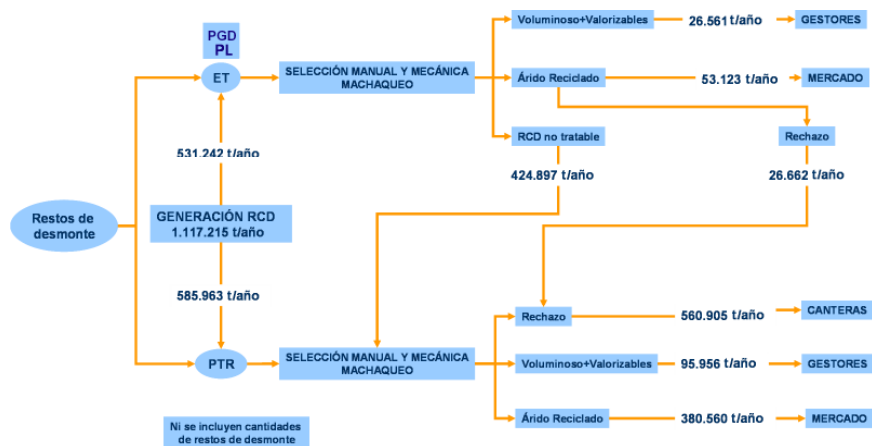 Voluminoso+Valorizables
26.561 t/año
GESTORES
PGD
PL
ET
SELECCIÓN MANUAL Y MECÁNICA
MACHAQUEO
Árido Reciclado
53.123 t/año
MERCADO
RCD no tratable
Rechazo
531.242 t/año
424.897 t/año
26.662 t/año
Restos de
desmonte
GENERACIÓN RCD
1.117.215 t/año
585.963 t/año
Rechazo
560.905 t/año
CANTERAS
PTR
SELECCIÓN MANUAL Y MECÁNICA
MACHAQUEO
Voluminoso+Valorizables
95.956 t/año
GESTORES
Árido Reciclado
380.560 t/año
MERCADO
Ni se incluyen cantidades
de restos de desmonte